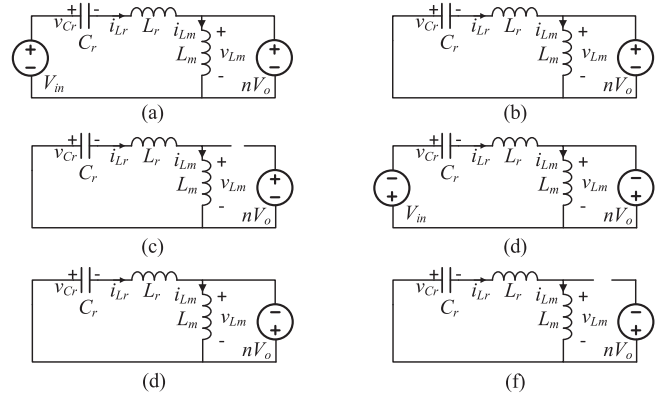 + - 
v_Cr C_r i_Lr L_r i_Lm L_m + v_Lm - + - V_in + - nV_o
(a)
+ -
v_Cr C_r i_Lr L_r i_Lm L_m + v_Lm - + - nV_o
(b)
+ -
v_Cr C_r i_Lr L_r i_Lm L_m + v_Lm - + - nV_o
(c)
+ -
v_Cr C_r i_Lr L_r i_Lm L_m + v_Lm - - + V_in - + nV_o
(d)
+ -
v_Cr C_r i_Lr L_r i_Lm L_m + v_Lm - - + nV_o
(d)
+ -
v_Cr C_r i_Lr L_r i_Lm L_m + v_Lm - - + nV_o
(f)